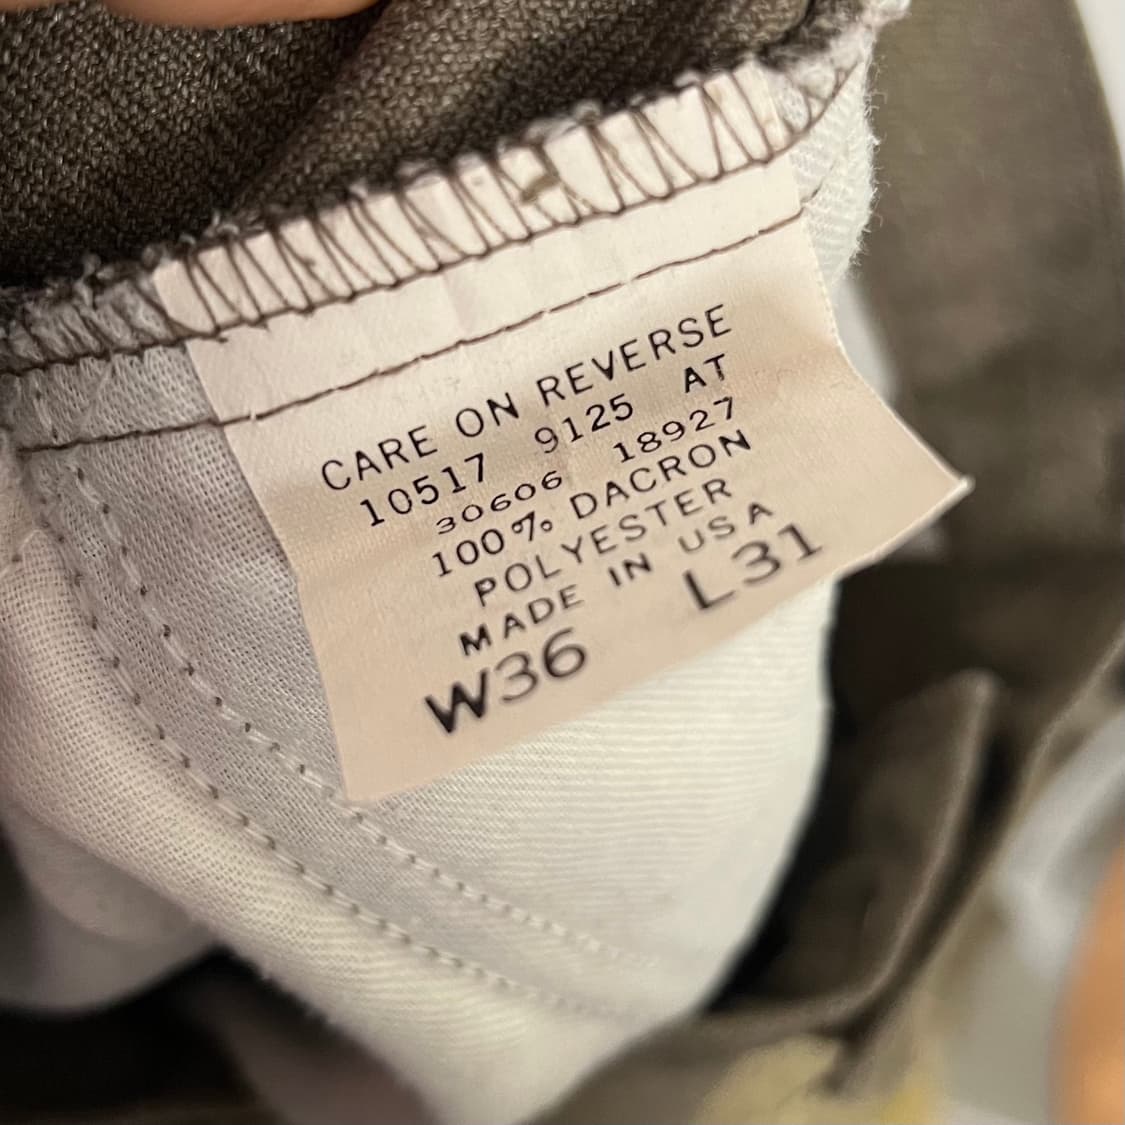 CARE ON REVERSE
10517 9125 AT
30606 18927
100% DACRON
POLYESTER
MADE IN USA
W36 L31